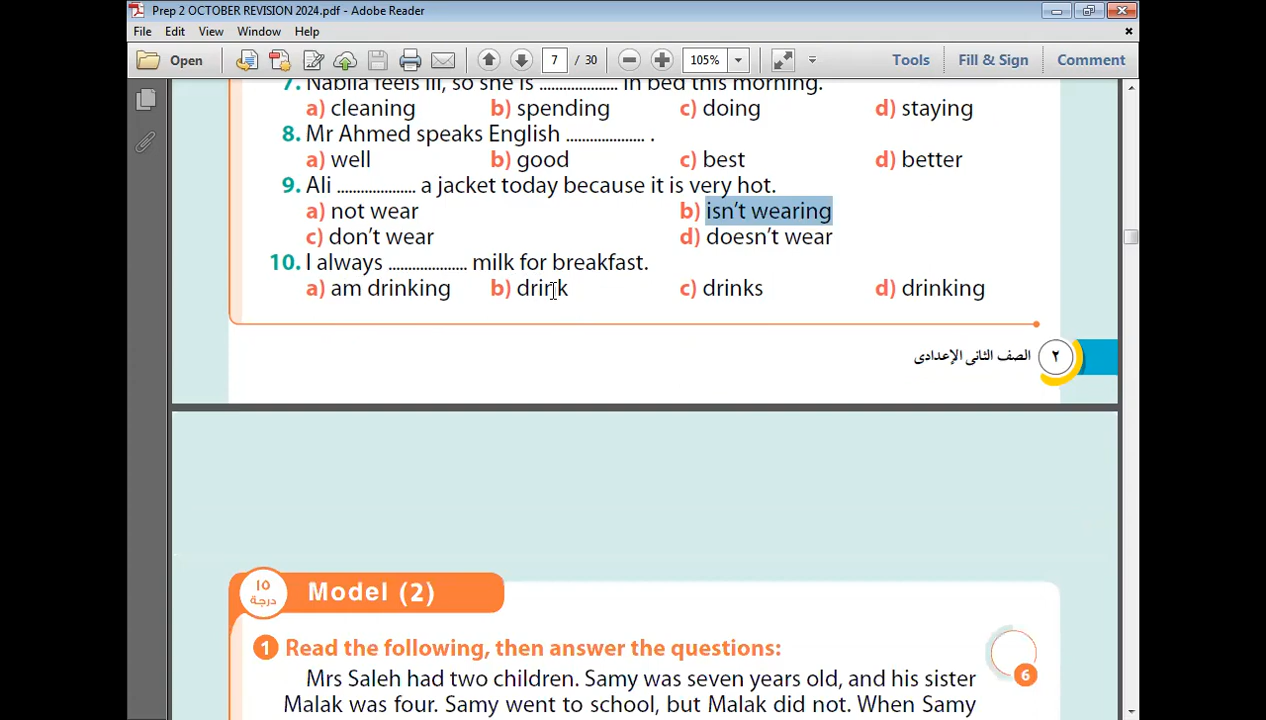 Prep 2 OCTOBER REVISION 2024.pdf - Adobe Reader
File Edit View Window Help
Open 7 / 30 105% Tools Fill & Sign Comment
7. Nabila feels ill, so she is .................... in bed this morning.
a) cleaning b) spending c) doing d) staying
8. Mr Ahmed speaks English .................... .
a) well b) good c) best d) better
9. Ali .................... a jacket today because it is very hot.
a) not wear b) isn't wearing
c) don't wear d) doesn't wear
10. I always .................... milk for breakfast.
a) am drinking b) drink c) drinks d) drinking
الصف الثانى الإعدادى ٢
١٥ درجة
Model (2)
1 Read the following, then answer the questions:
6
Mrs Saleh had two children. Samy was seven years old, and his sister
Malak was four. Samy went to school, but Malak did not. When Samy